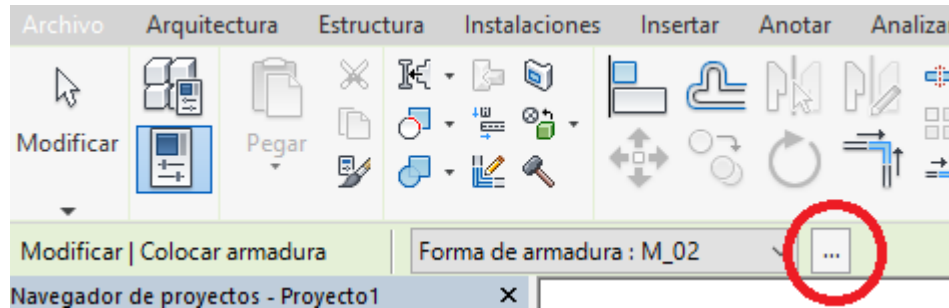 Archivo Arquitectura Estructura Instalaciones Insertar Anotar Analiza
Modificar
Pegar
Modificar | Colocar armadura Forma de armadura : M_02 ...
Navegador de proyectos - Proyecto1